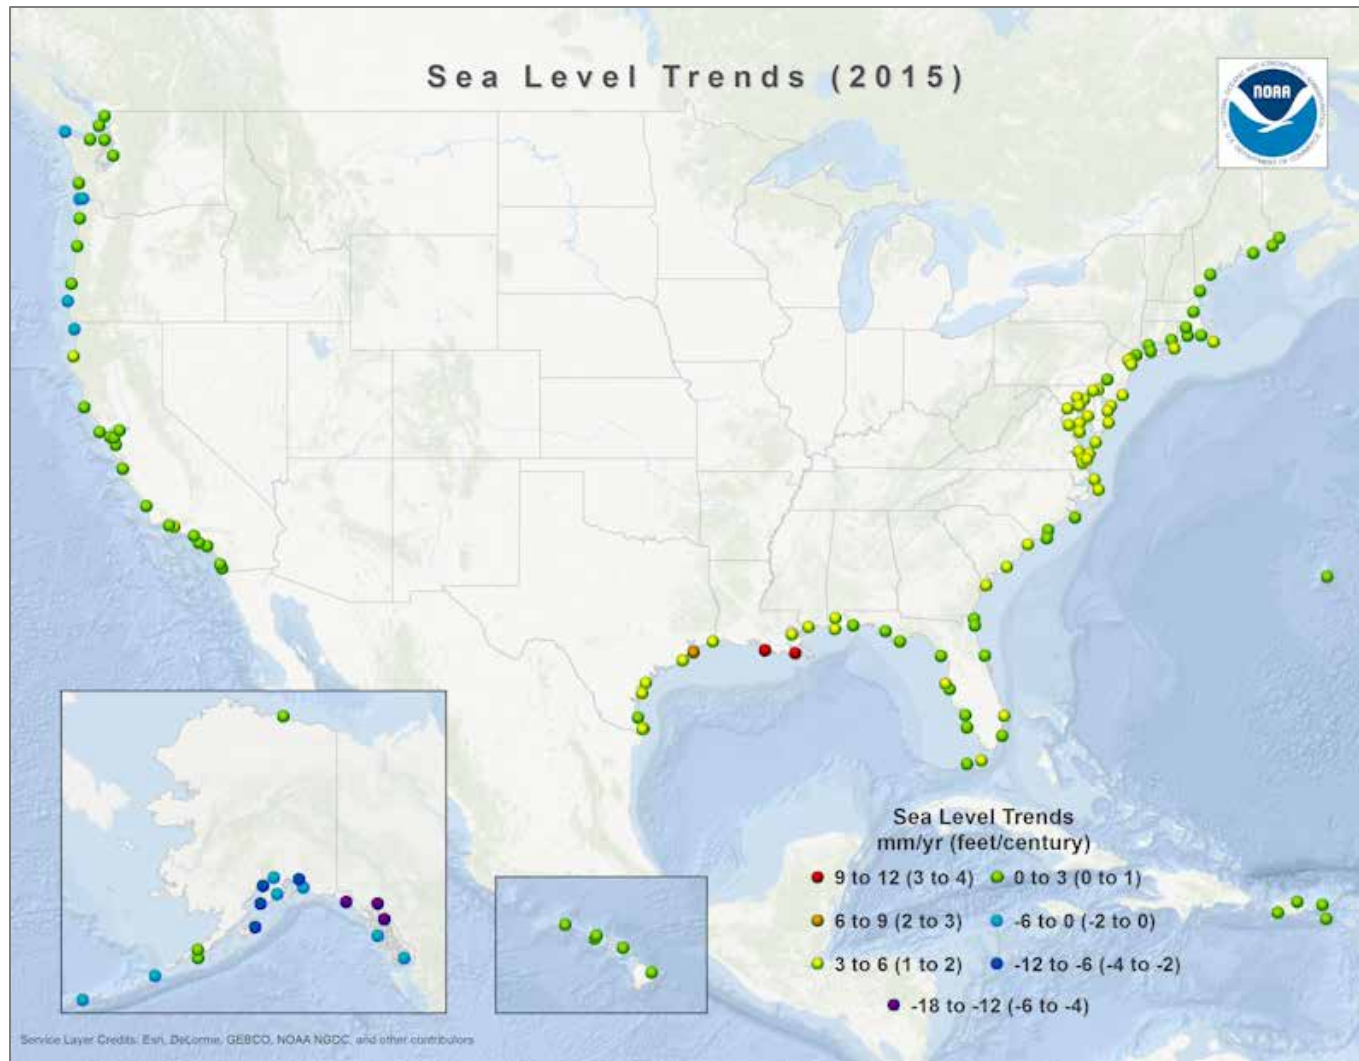 Sea Level Trends (2015)
NOAA
Sea Level Trends
mm/yr (feet/century)
9 to 12 (3 to 4)
0 to 3 (0 to 1)
6 to 9 (2 to 3)
-6 to 0 (-2 to 0)
3 to 6 (1 to 2)
-12 to -6 (-4 to -2)
-18 to -12 (-6 to -4)
Service Layer Credits: Esri, DeLorme, GEBCO, NOAA NGDC, and other contributors